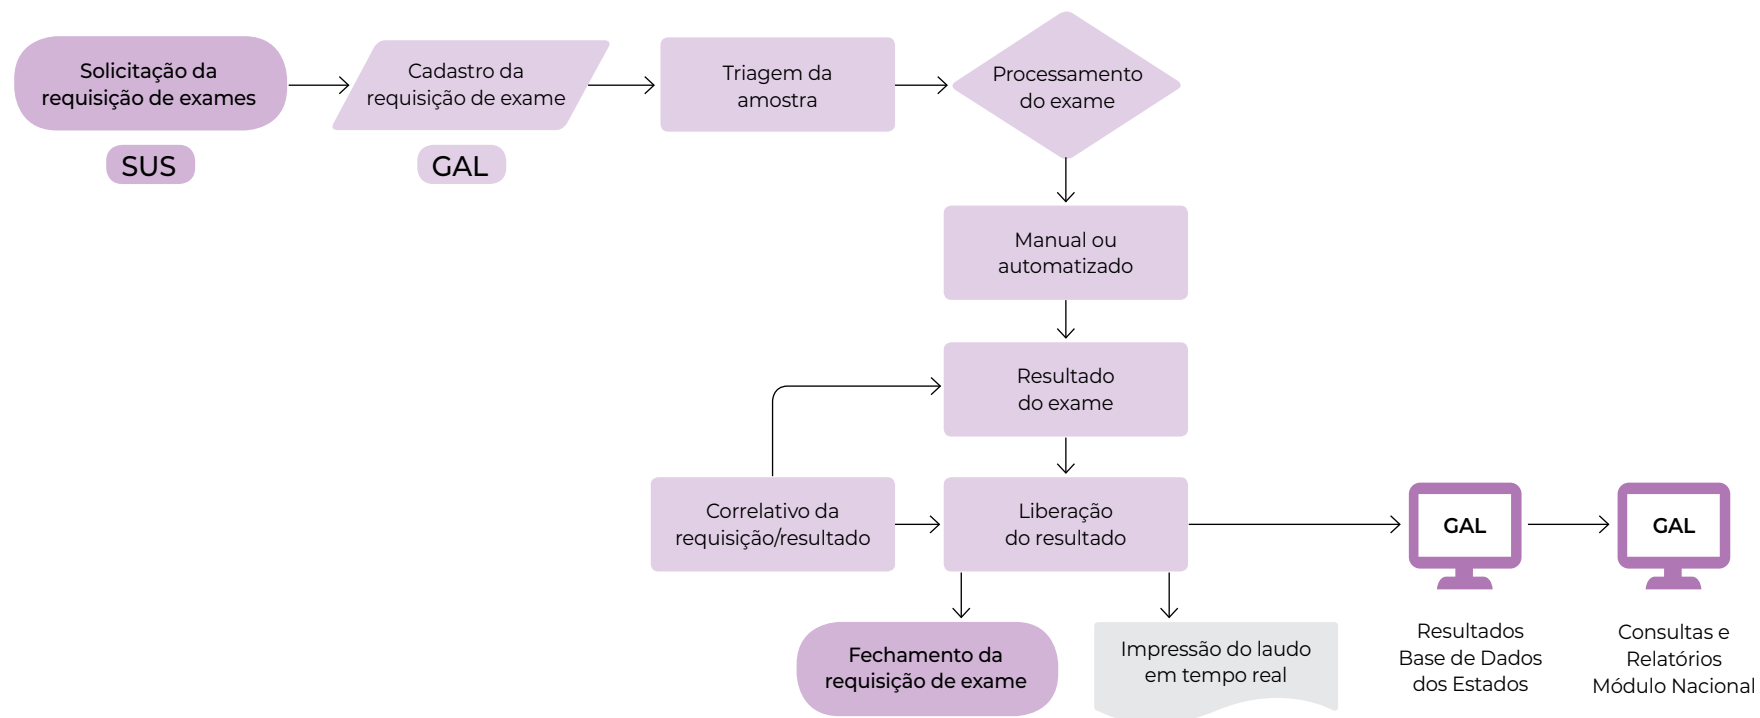 Solicitação da
requisição de exames
SUS
Cadastro da
requisição de exame
GAL
Triagem da
amostra
Processamento
do exame
Manual ou
automatizado
Resultado
do exame
Correlativo da
requisição/resultado
Liberação
do resultado
GAL
GAL
Fechamento da
requisição de exame
Impressão do laudo
em tempo real
Resultados
Base de Dados
dos Estados
Consultas e
Relatórios
Módulo Nacional